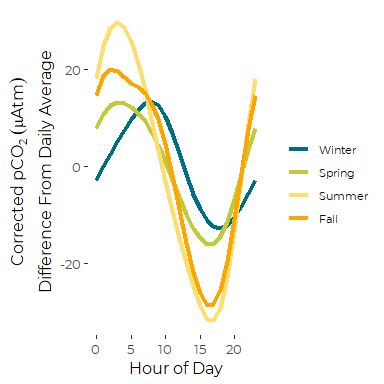 Corrected pCO₂ (μAtm)
Difference From Daily Average
20
0
-20
0
5
10
15
20
Hour of Day
Winter
Spring
Summer
Fall